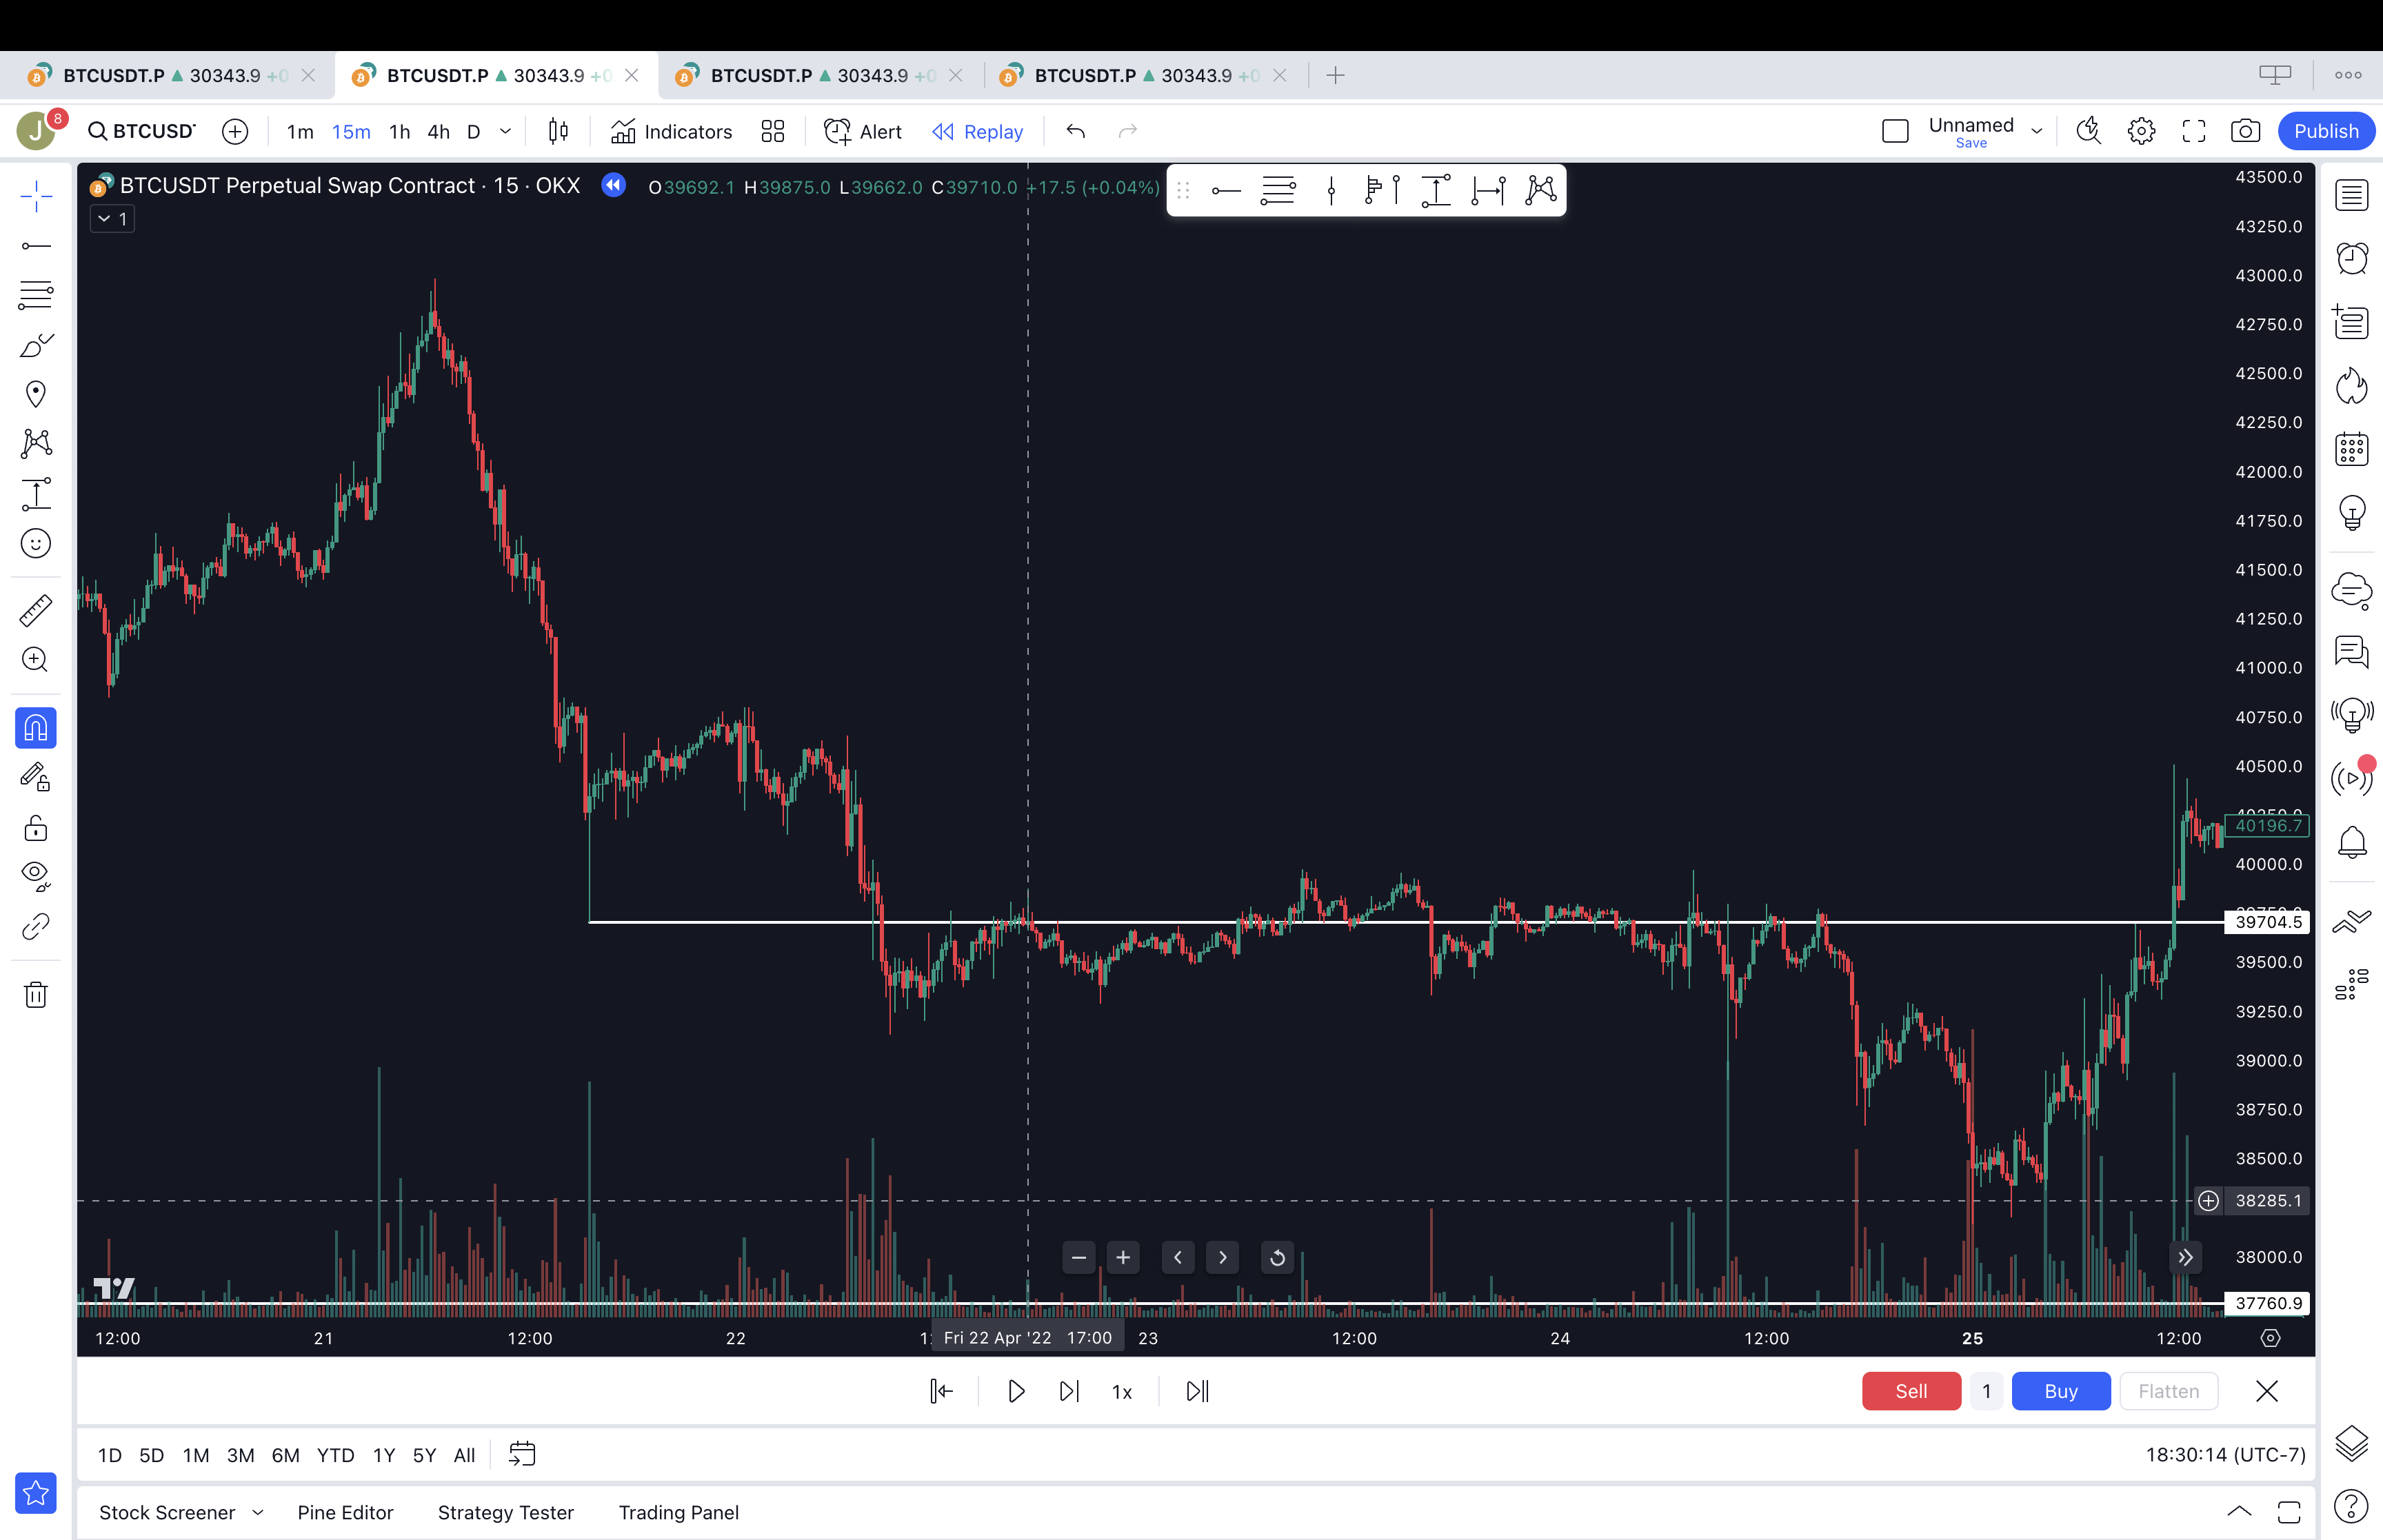 BTCUSDT.P ▲ 30343.9 +0
BTCUSDT.P ▲ 30343.9 +0
BTCUSDT.P ▲ 30343.9 +0
BTCUSDT.P ▲ 30343.9 +0
J 8 BTCUSD 1m 15m 1h 4h D Indicators Alert Replay Unnamed Publish
Save
BTCUSDT Perpetual Swap Contract · 15 · OKX O39692.1 H39875.0 L39662.0 C39710.0 +17.5 (+0.04%)
1
43500.0
43250.0
43000.0
42750.0
42500.0
42250.0
42000.0
41750.0
41500.0
41250.0
41000.0
40750.0
40500.0
40196.7
40000.0
39704.5
39500.0
39250.0
39000.0
38750.0
38500.0
38285.1
38000.0
37760.9
12:00 21 12:00 22 Fri 22 Apr '22 17:00 23 12:00 24 12:00 25 12:00
1x Sell 1 Buy Flatten
1D 5D 1M 3M 6M YTD 1Y 5Y All 18:30:14 (UTC-7)
Stock Screener Pine Editor Strategy Tester Trading Panel